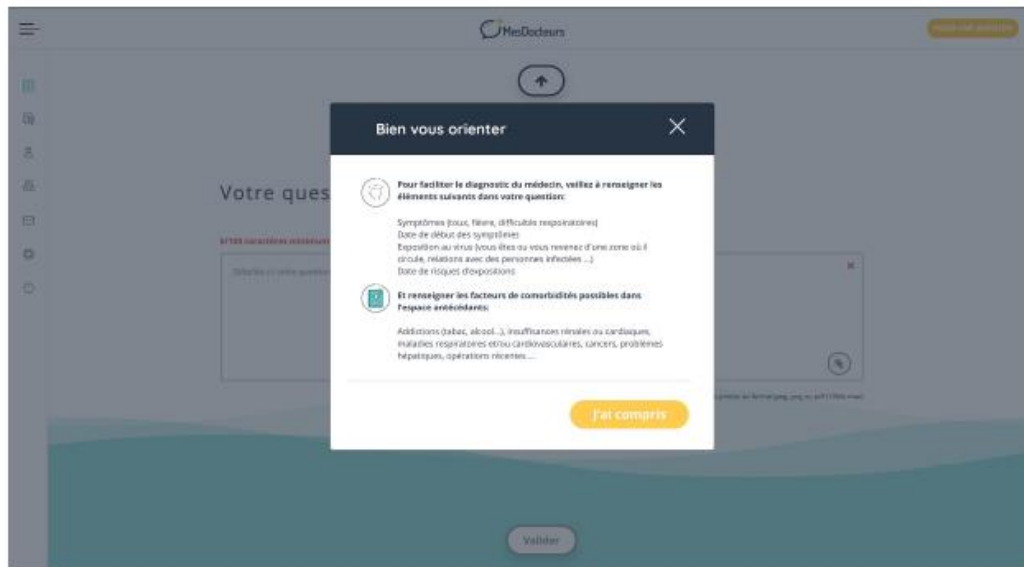 MesDocteurs
Bien vous orienter
Votre ques
Pour faciliter le diagnostic du médecin, veillez à renseigner les
éléments suivants dans votre question:
Symptômes (toux, fièvre, difficultés respoiratoires)
Date de début des symptômes
Exposition au virus (vous êtes ou vous revenez d'une zone où il
circule, relations avec des personnes infectées ...)
Date de risques d'expositions
Et renseigner les facteurs de comorbidités possibles dans
l'espace antécédants:
Addictions (tabac, alcool...), insuffisances rénales ou cardiaques,
maladies respiratoires et/ou cardiovasculaires, cancers, problèmes
hépatiques, opérations récentes ...
J'ai compris
Valider